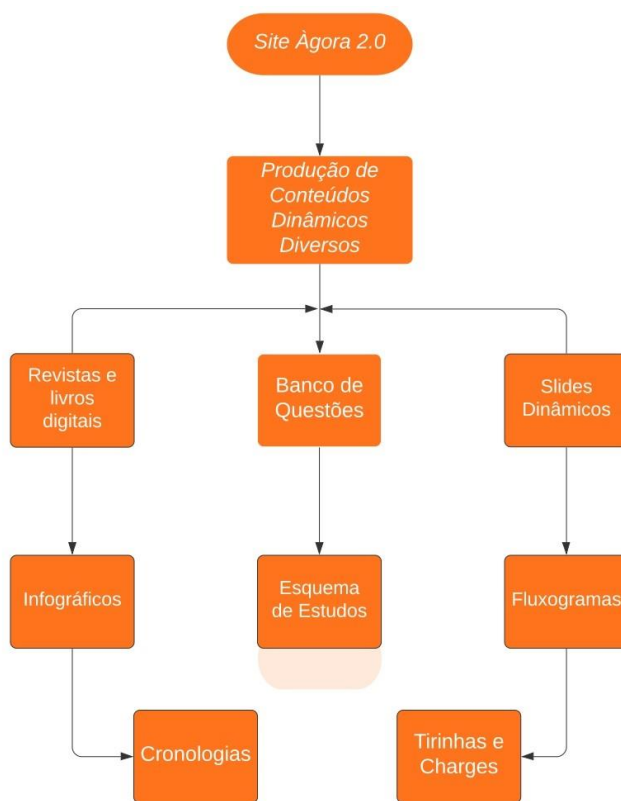 Site Àgora 2.0
Produção de
Conteúdos
Dinâmicos
Diversos
Revistas e
livros
digitais
Banco de
Questões
Slides
Dinâmicos
Infográficos
Esquema
de Estudos
Fluxogramas
Cronologias
Tirinhas e
Charges